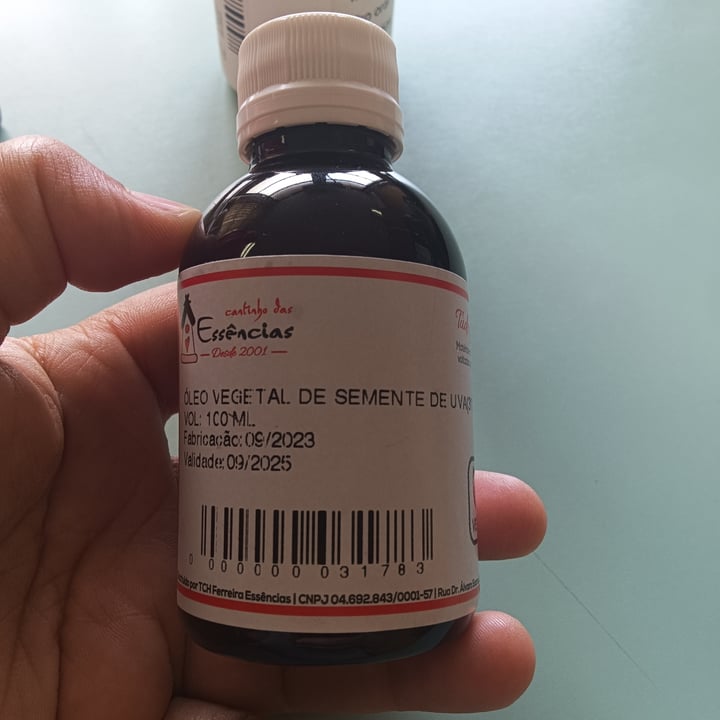 cantinho das
Essências
Desde 2001
ÓLEO VEGETAL DE SEMENTE DE UVA
VOL: 100 ML
Fabricação: 09/2023
Validade: 09/2025
0 000000 031783
por TCH Ferreira Essências | CNPJ 04.692.843/0001-57 | Rua Dr. Álvaro